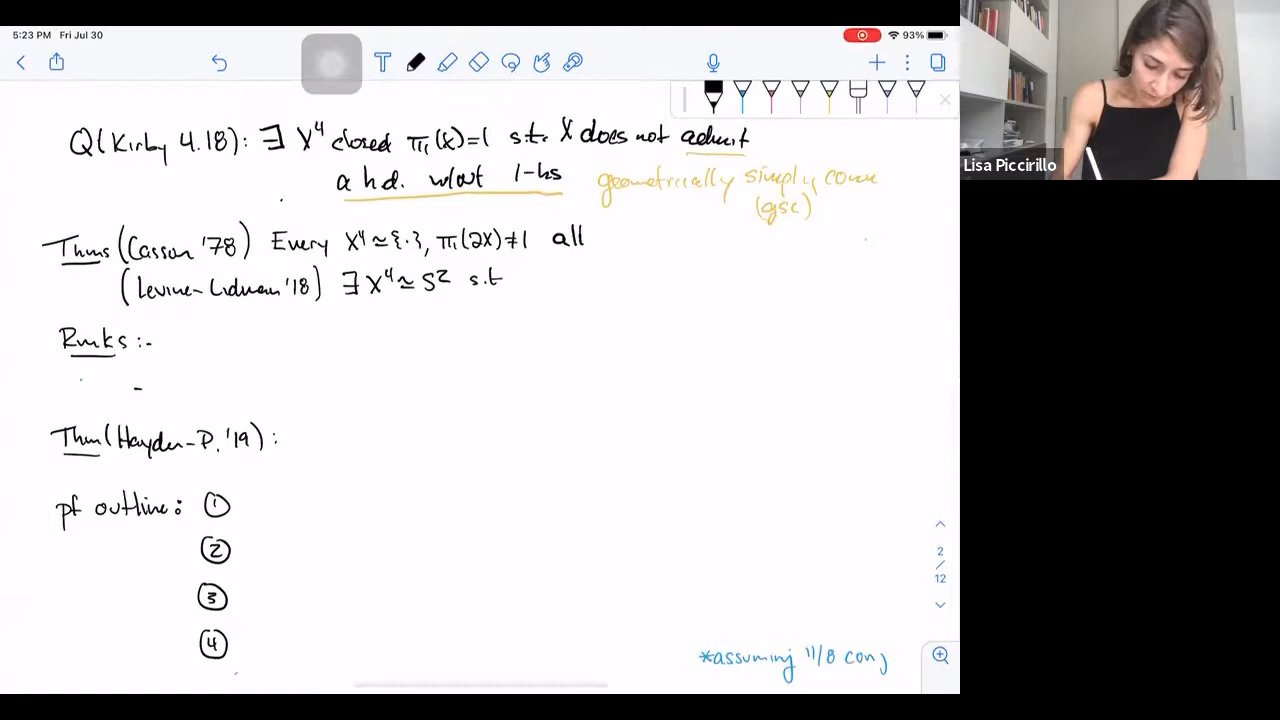 5:23 PM Fri Jul 30
93%
Q(Kirby 4.18): ∃ X⁴ closed π₁(X)=1 s.t. X does not admit
a hd. w/out 1-hs geometrically simply conn
(gsc)
Thms (Casson '78) Every X⁴≃{·}, π₁(∂X)≠1 all
(Levine-Lidman '18) ∃ X⁴≃S² s.t
Rmks :-
-
Thm(Hayden-P. '19) :
pf outline: ①
②
③
④
*assuming 11/8 conj
2
/
12
Lisa Piccirillo